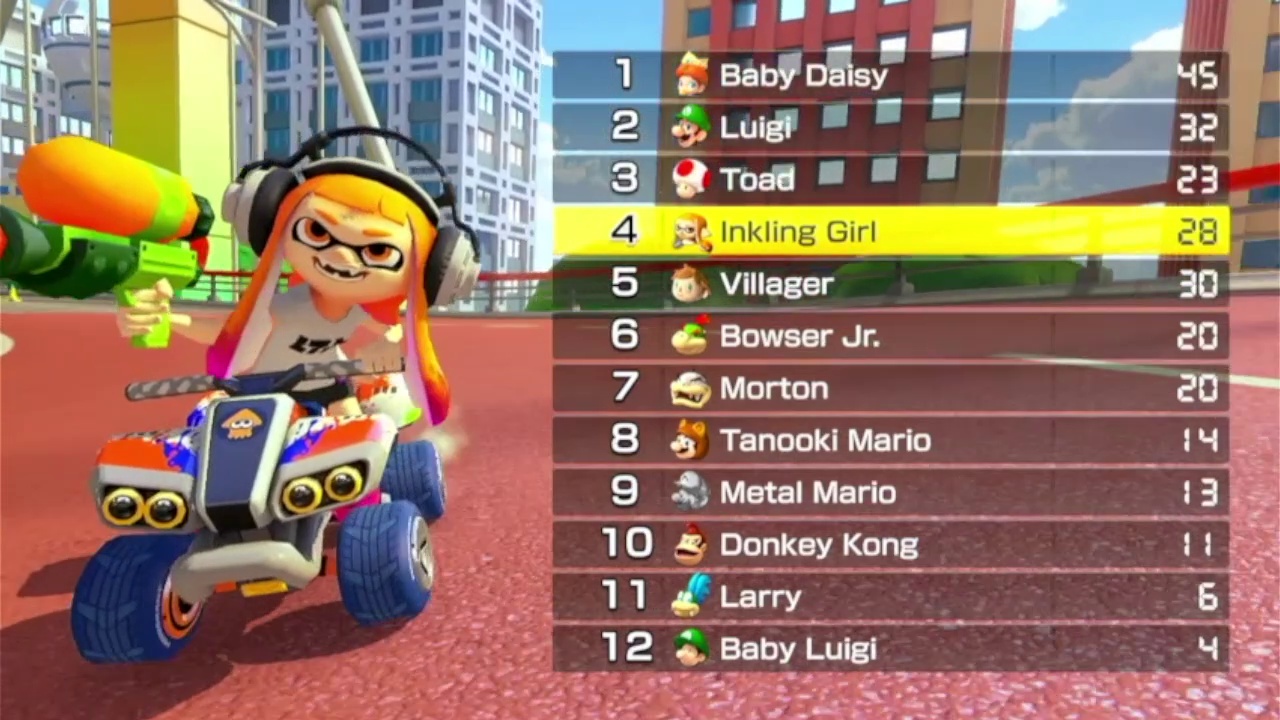 1 Baby Daisy 45
2 Luigi 32
3 Toad 23
4 Inkling Girl 28
5 Villager 30
6 Bowser Jr. 20
7 Morton 20
8 Tanooki Mario 14
9 Metal Mario 13
10 Donkey Kong 11
11 Larry 6
12 Baby Luigi 4